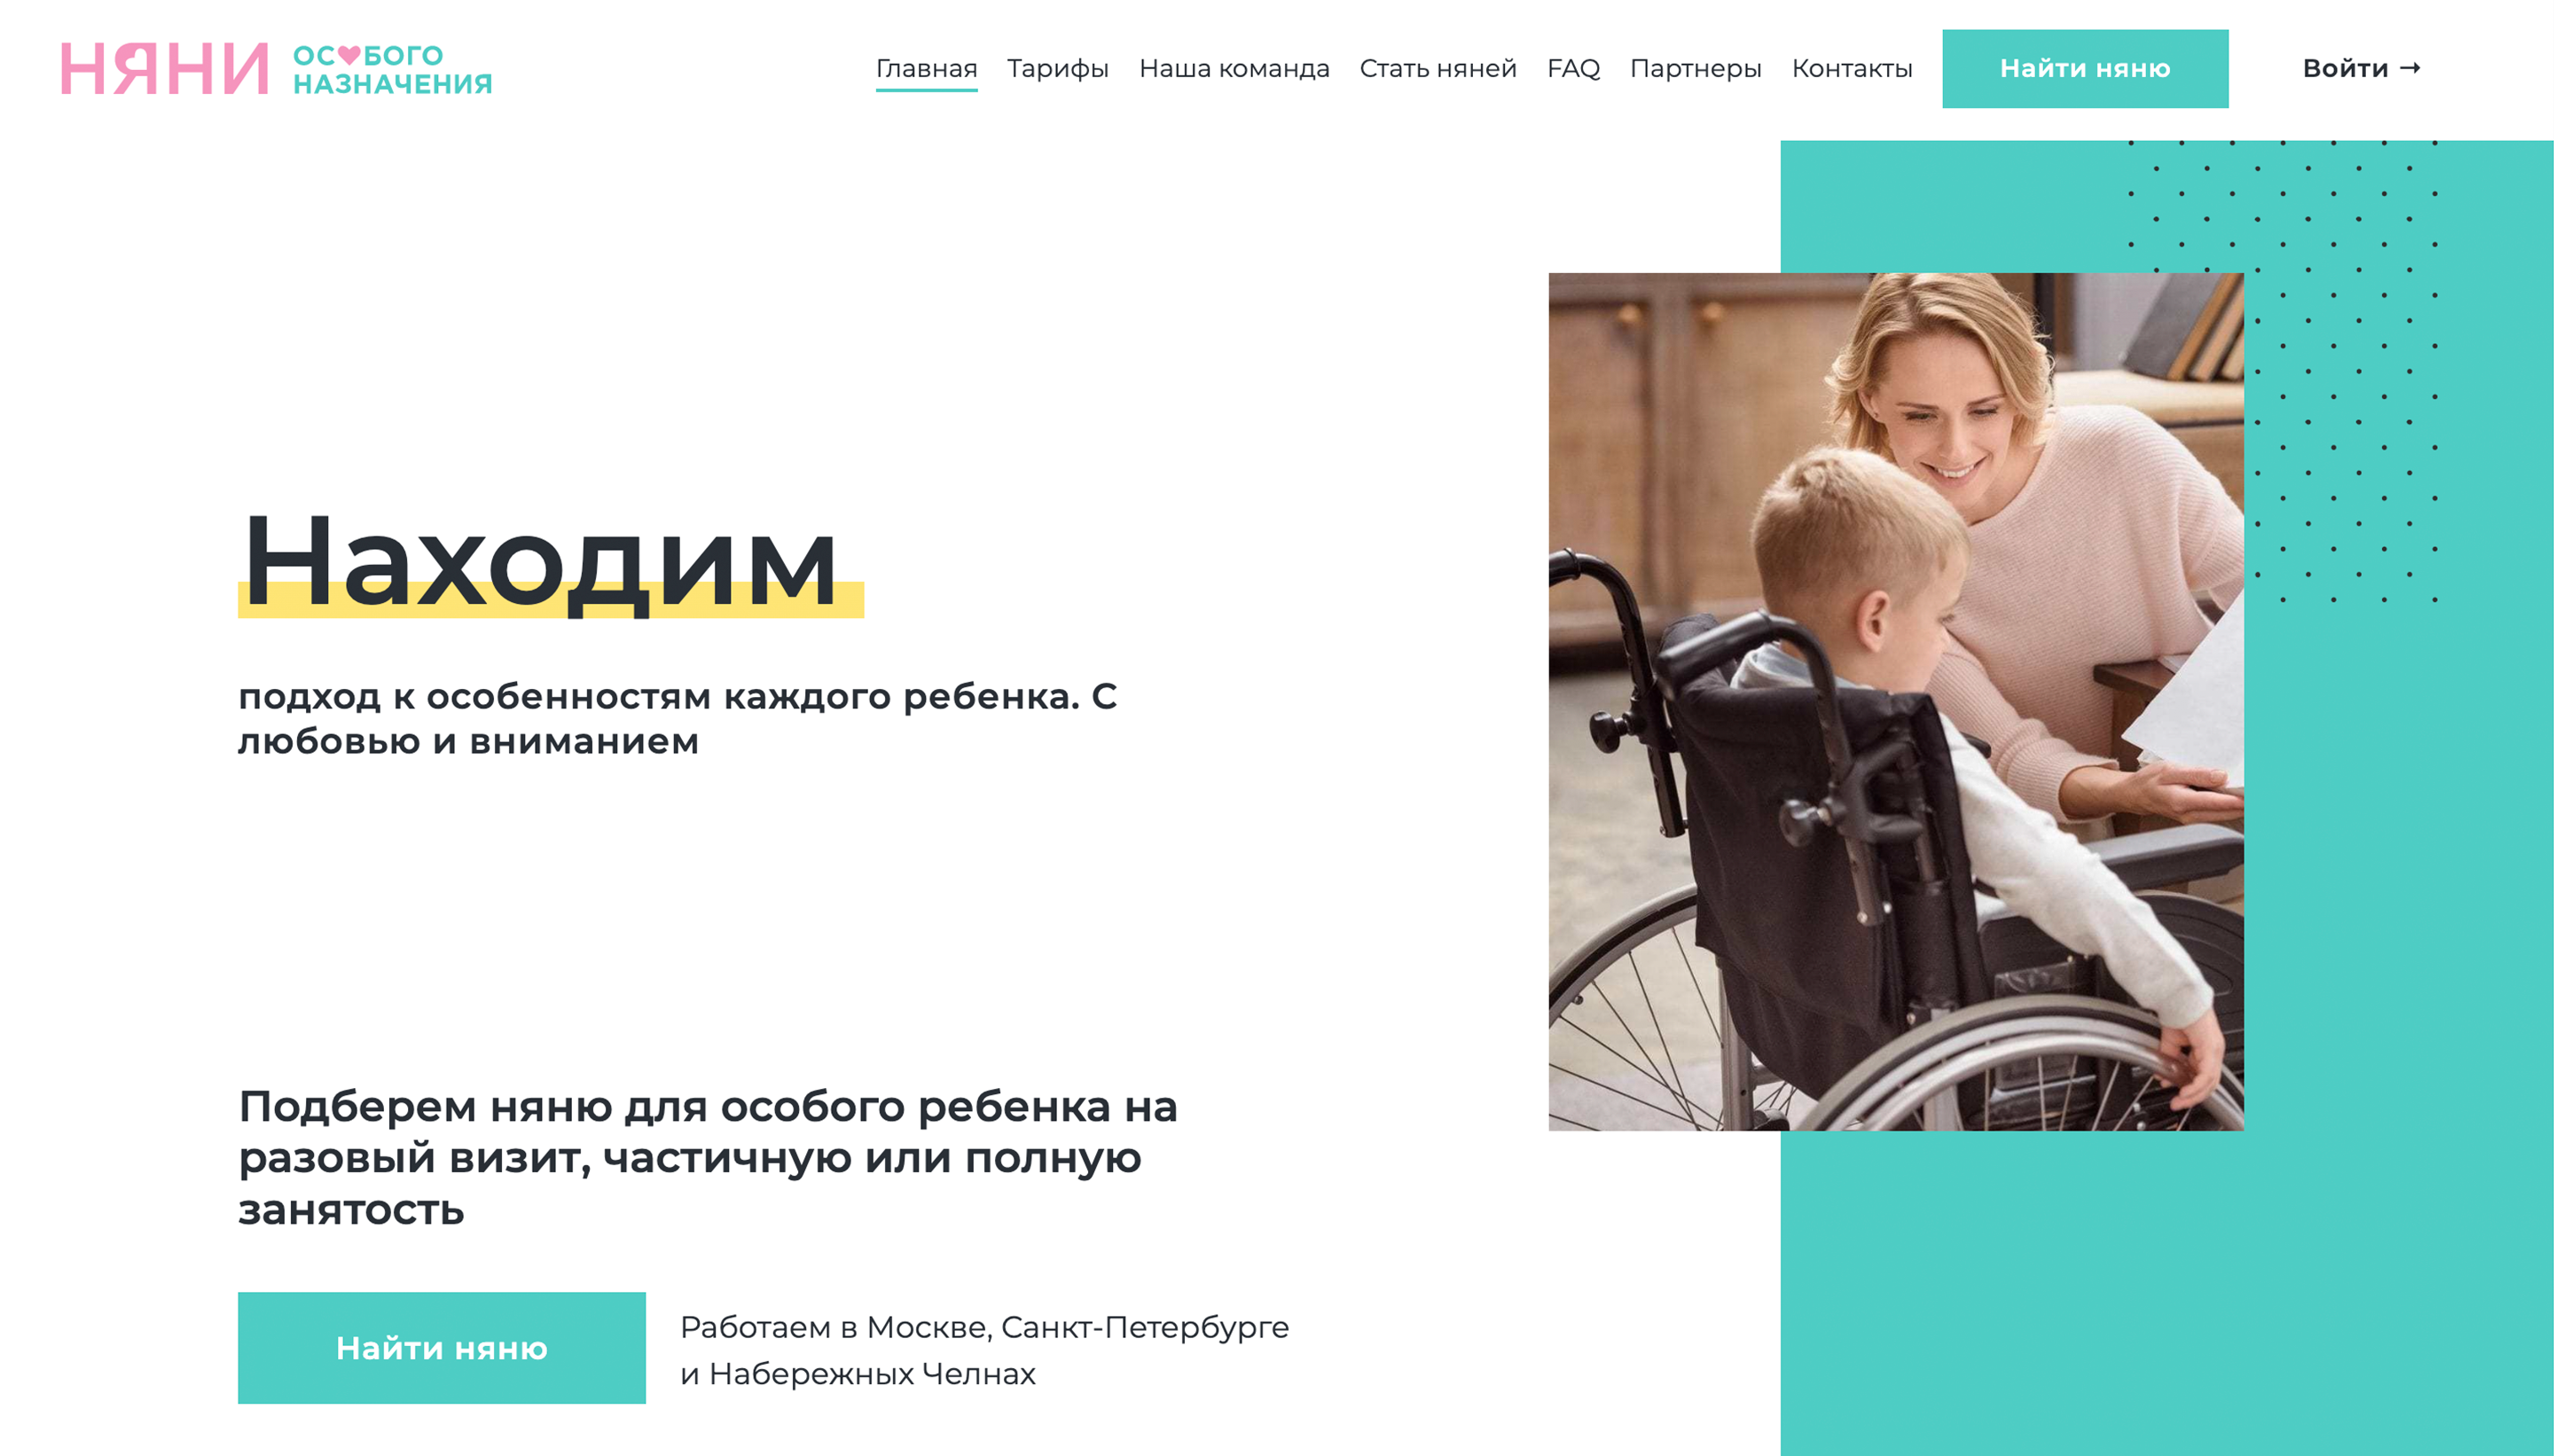 НЯНИ ОСОБОГО
НАЗНАЧЕНИЯ
Главная Тарифы Наша команда Стать няней FAQ Партнеры Контакты Найти няню Войти →
Находим
подход к особенностям каждого ребенка. С
любовью и вниманием
Подберем няню для особого ребенка на
разовый визит, частичную или полную
занятость
Найти няню
Работаем в Москве, Санкт-Петербурге
и Набережных Челнах